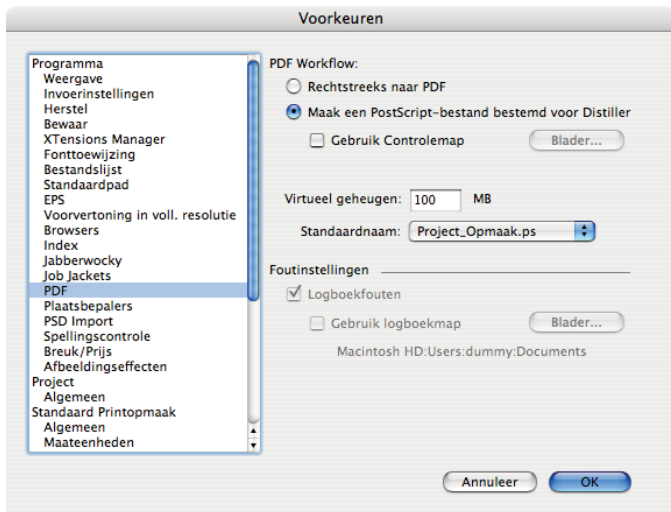 Voorkeuren
Programma
Weergave
Invoerinstellingen
Herstel
Bewaar
XTensions Manager
Fonttoewijzing
Bestandslijst
Standaardpad
EPS
Voorvertoning in voll. resolutie
Browsers
Index
Jabberwocky
Job Jackets
PDF
Plaatsbepalers
PSD Import
Spellingscontrole
Breuk/Prijs
Afbeeldingseffecten
Project
Algemeen
Standaard Printopmaak
Algemeen
Maateenheden
PDF Workflow:
Rechtstreeks naar PDF
Maak een PostScript-bestand bestemd voor Distiller
Gebruik Controlemap Blader...
Virtueel geheugen: 100 MB
Standaardnaam: Project_Opmaak.ps
Foutinstellingen
Logboekfouten
Gebruik logboekmap Blader...
Macintosh HD:Users:dummy:Documents
Annuleer OK